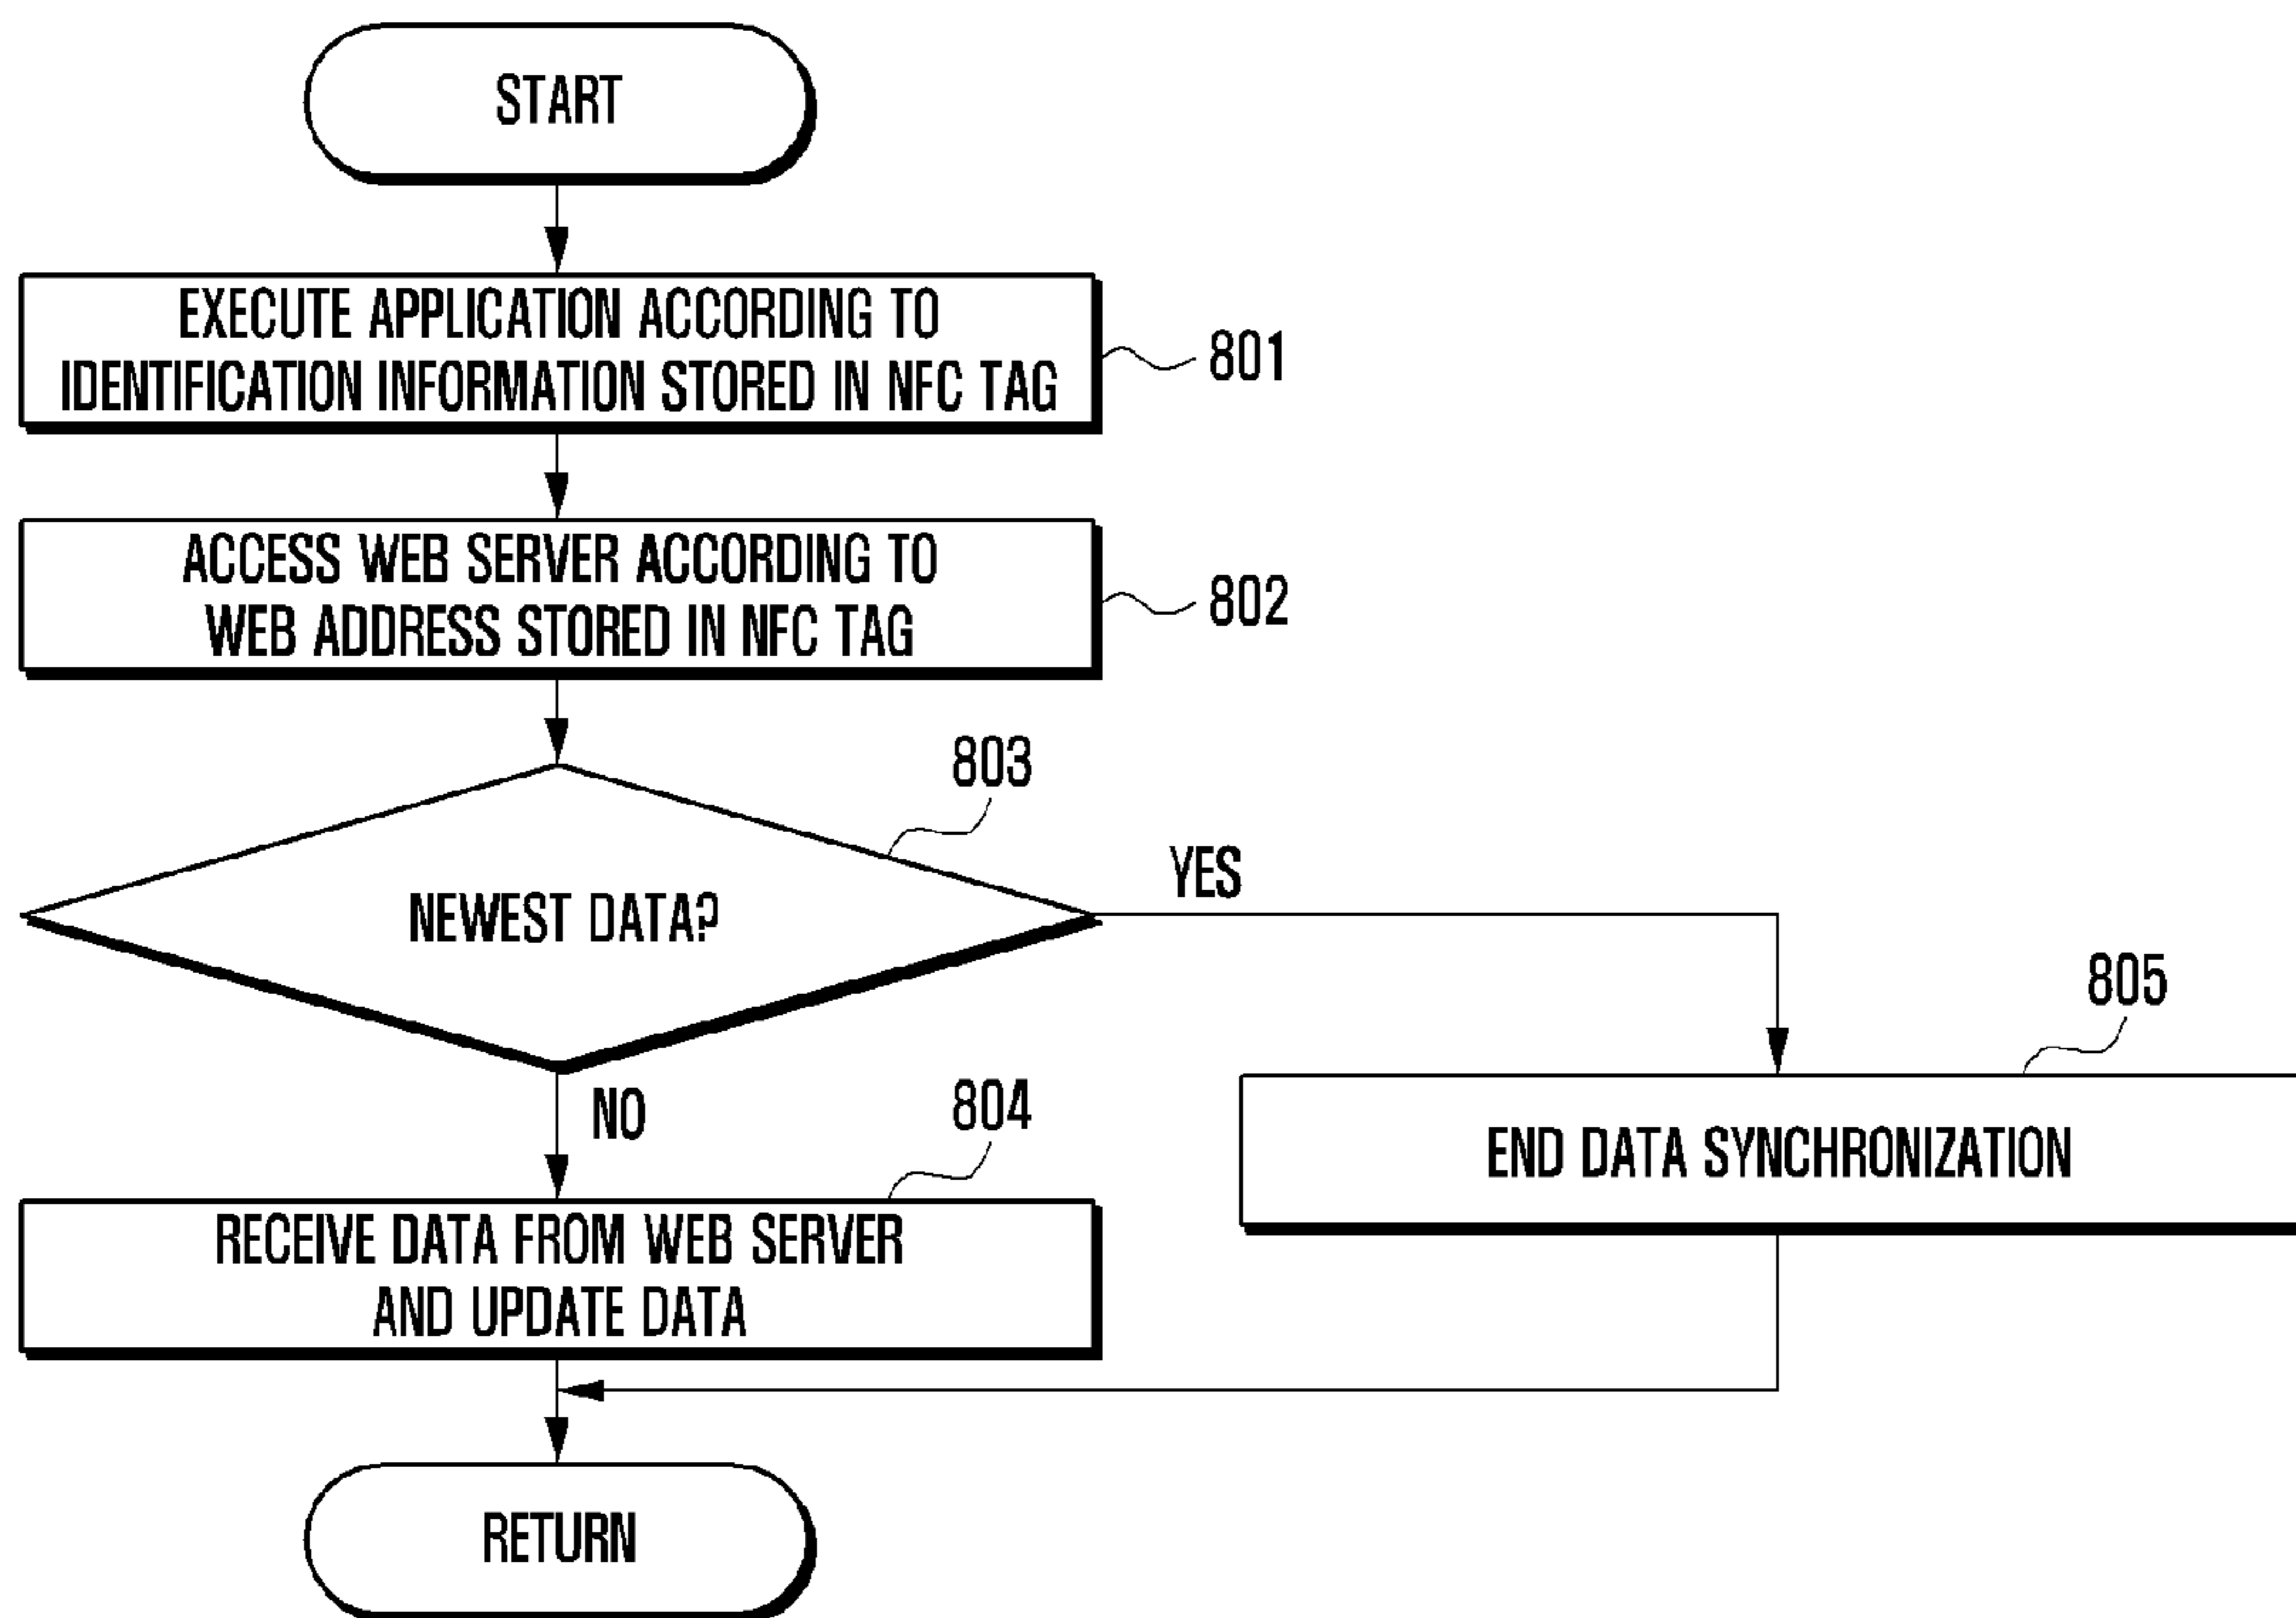 START
EXECUTE APPLICATION ACCORDING TO
IDENTIFICATION INFORMATION STORED IN NFC TAG
801
ACCESS WEB SERVER ACCORDING TO
WEB ADDRESS STORED IN NFC TAG
802
803
NEWEST DATA?
YES
805
END DATA SYNCHRONIZATION
NO
804
RECEIVE DATA FROM WEB SERVER
AND UPDATE DATA
RETURN